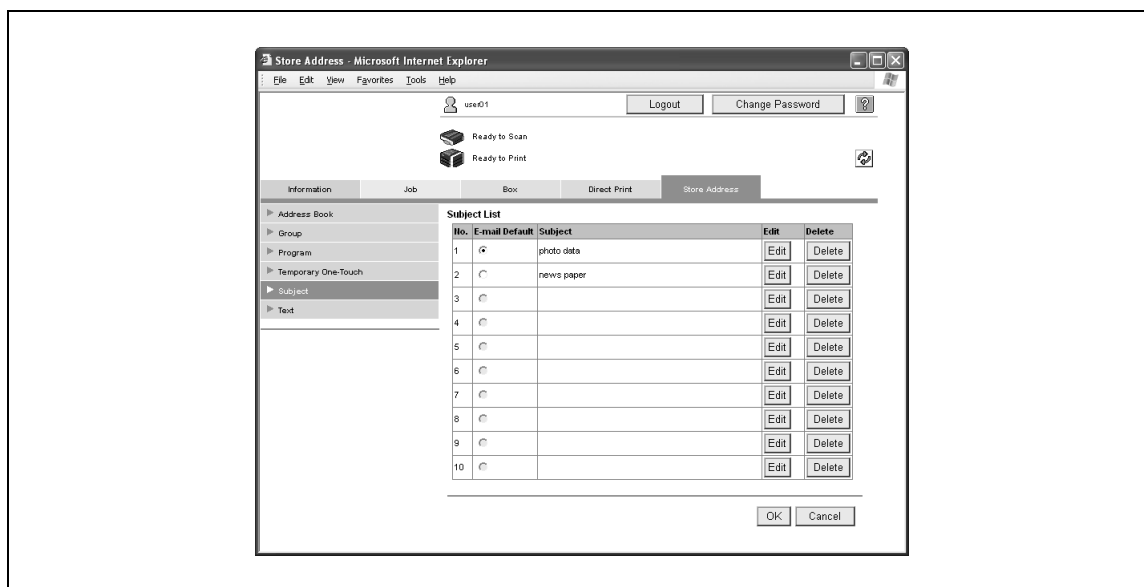 Store Address - Microsoft Internet Explorer
File Edit View Favorites Tools Help
user01 Logout Change Password ?
Ready to Scan
Ready to Print
Information Job Box Direct Print Store Address
Address Book
Group
Program
Temporary One-Touch
Subject
Text
Subject List
No. E-mail Default Subject Edit Delete
1 photo data Edit Delete
2 news paper Edit Delete
3 Edit Delete
4 Edit Delete
5 Edit Delete
6 Edit Delete
7 Edit Delete
8 Edit Delete
9 Edit Delete
10 Edit Delete
OK Cancel